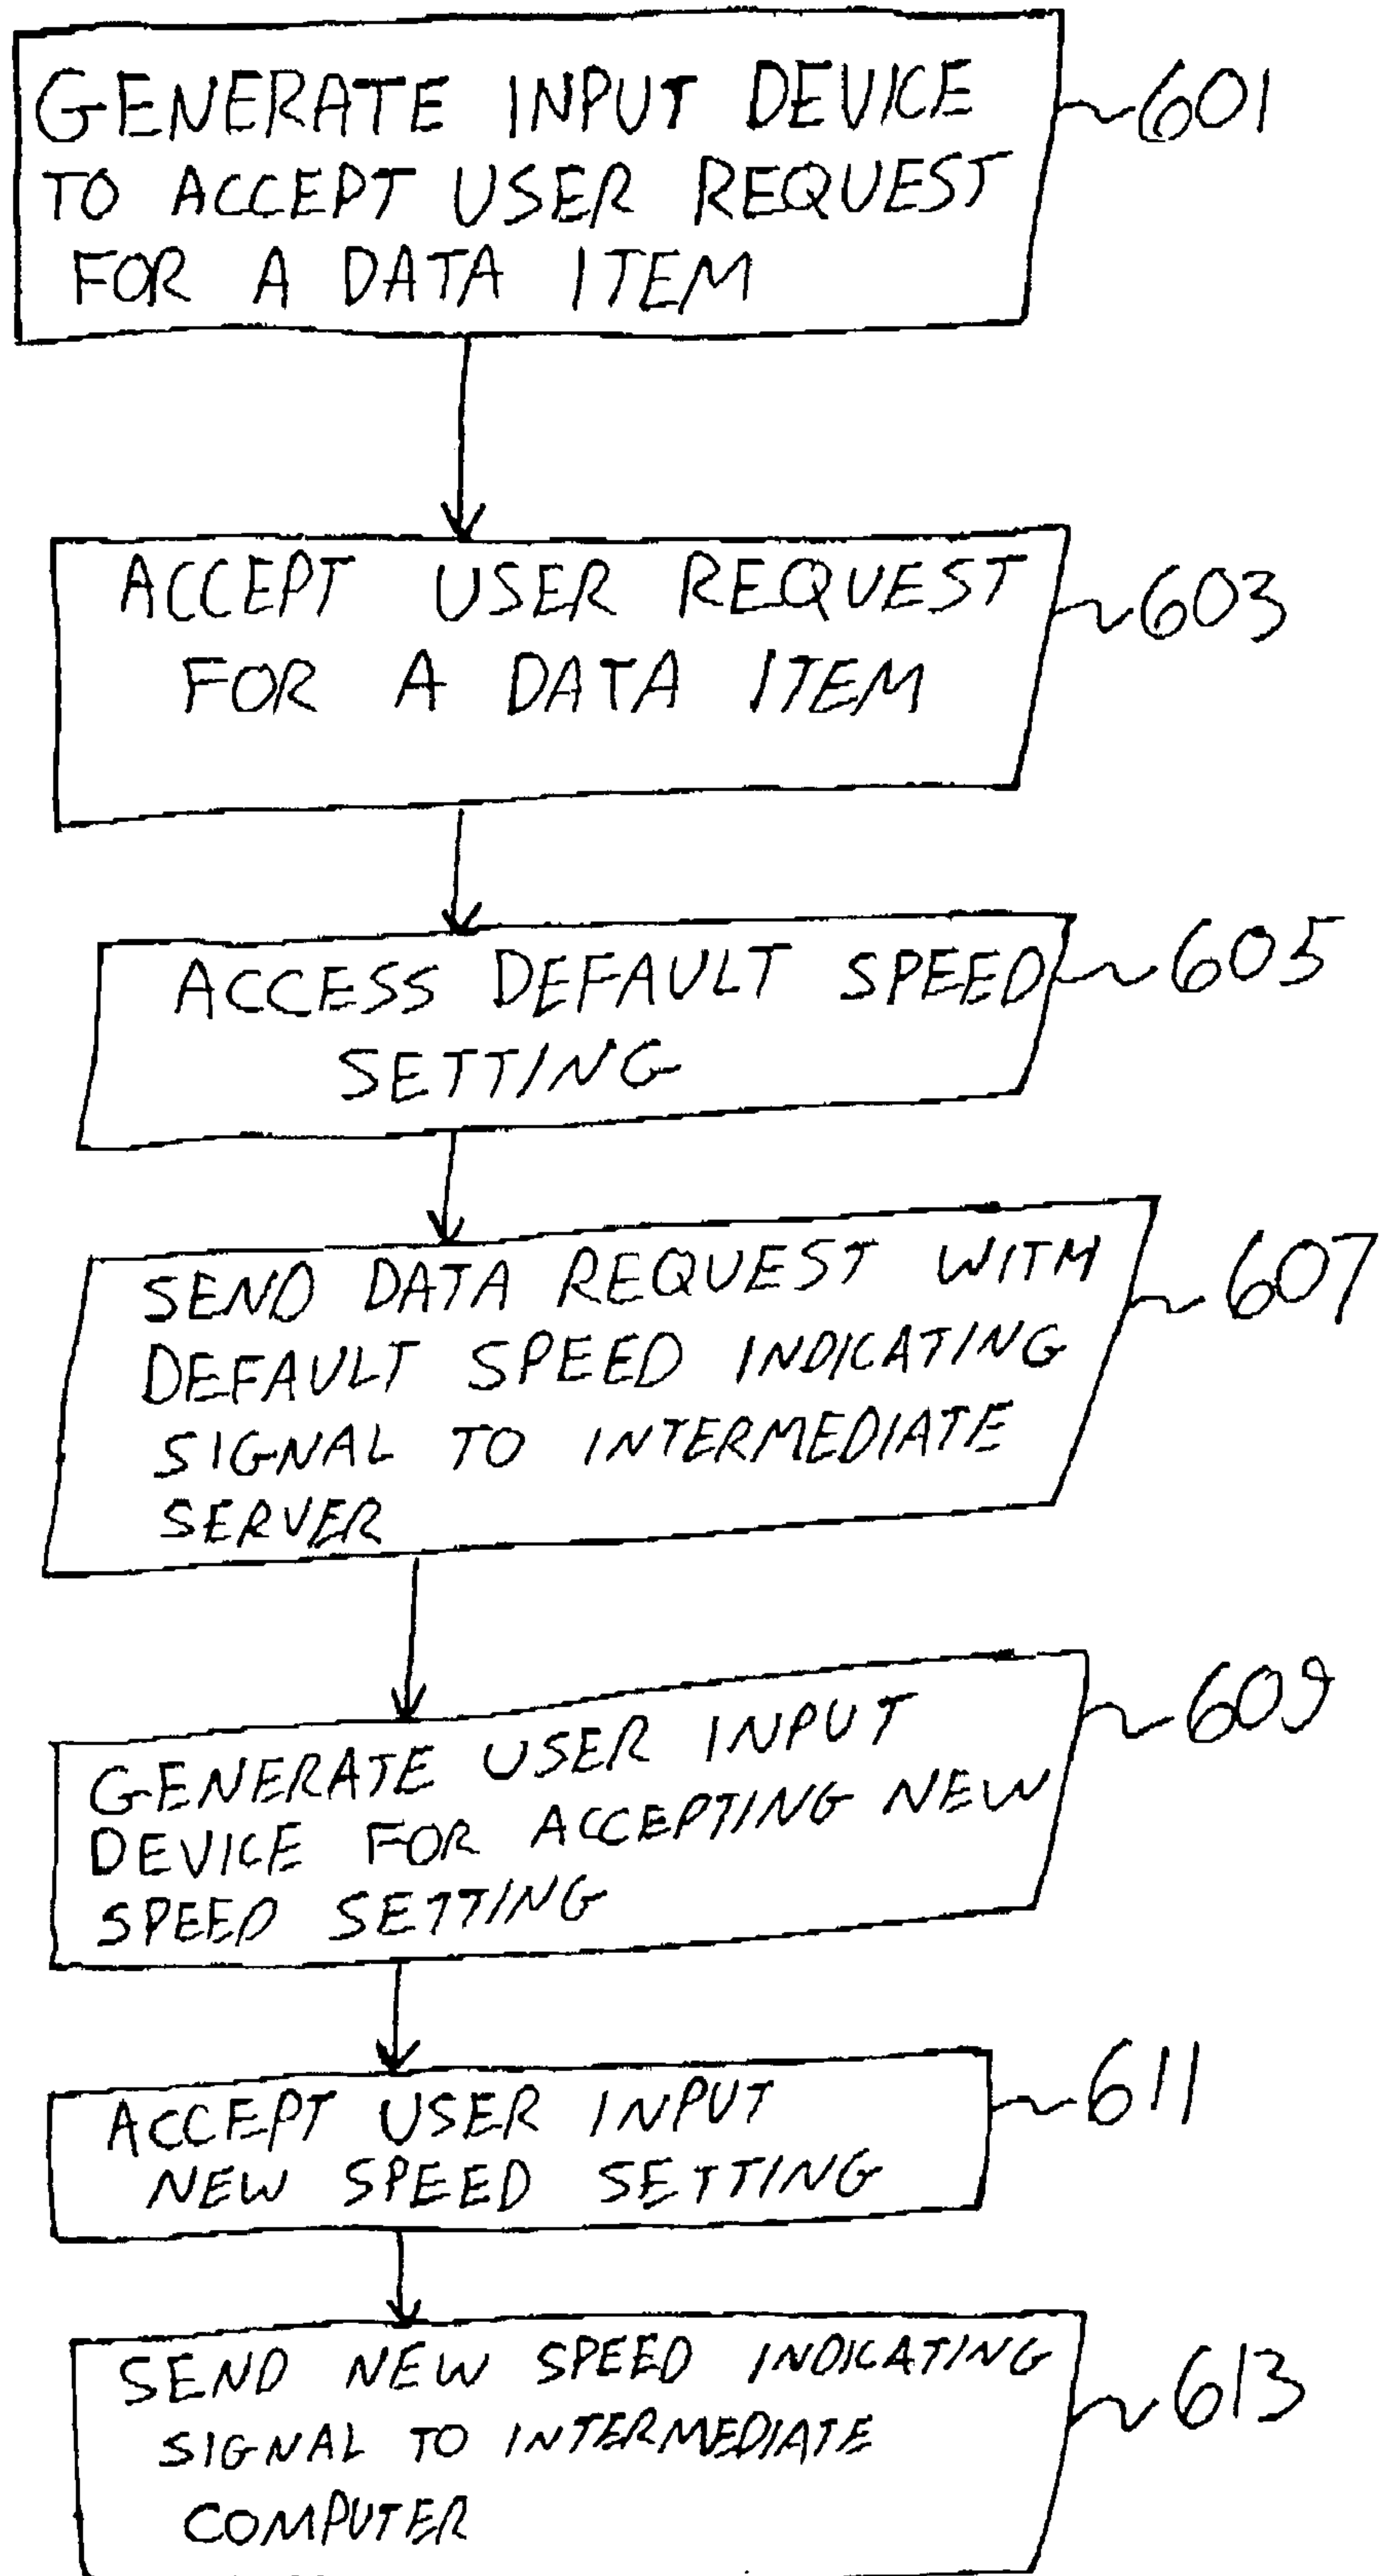 GENERATE INPUT DEVICE
TO ACCEPT USER REQUEST
FOR A DATA ITEM
601
ACCEPT USER REQUEST
FOR A DATA ITEM
603
ACCESS DEFAULT SPEED
SETTING
605
SEND DATA REQUEST WITH
DEFAULT SPEED INDICATING
SIGNAL TO INTERMEDIATE
SERVER
607
GENERATE USER INPUT
DEVICE FOR ACCEPTING NEW
SPEED SETTING
609
ACCEPT USER INPUT
NEW SPEED SETTING
611
SEND NEW SPEED INDICATING
SIGNAL TO INTERMEDIATE
COMPUTER
613